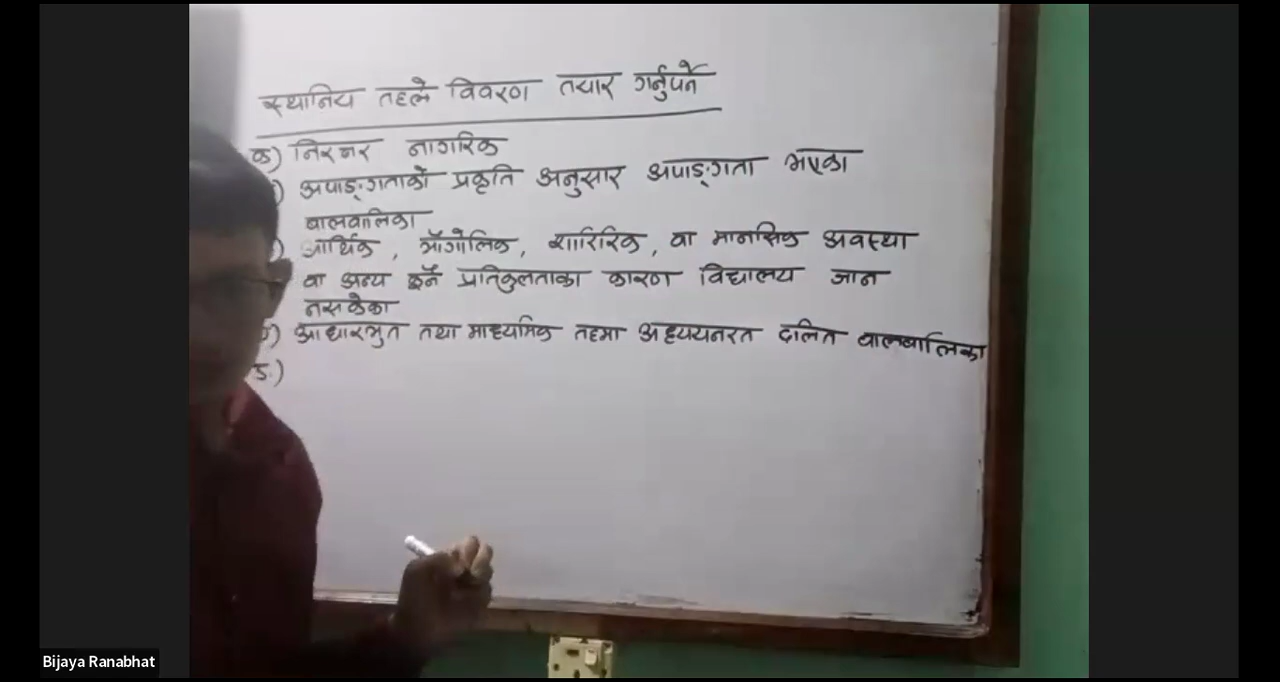 स्थानिय तहले विवरण तयार गर्नुपर्ने
क) निरक्षर नागरिक
) अपाङ्गताको प्रकृति अनुसार अपाङ्गता भएका
बालबालिका
) आर्थिक , भौगोलिक , शारिरिक , वा मानसिक अवस्था
वा अन्य कुनै प्रतिकुलताका कारण विद्यालय जान
नसकेका
) आधारभुत तथा माध्यमिक तहमा अध्ययनरत दलित बालबालिका
ङ)
Bijaya Ranabhat